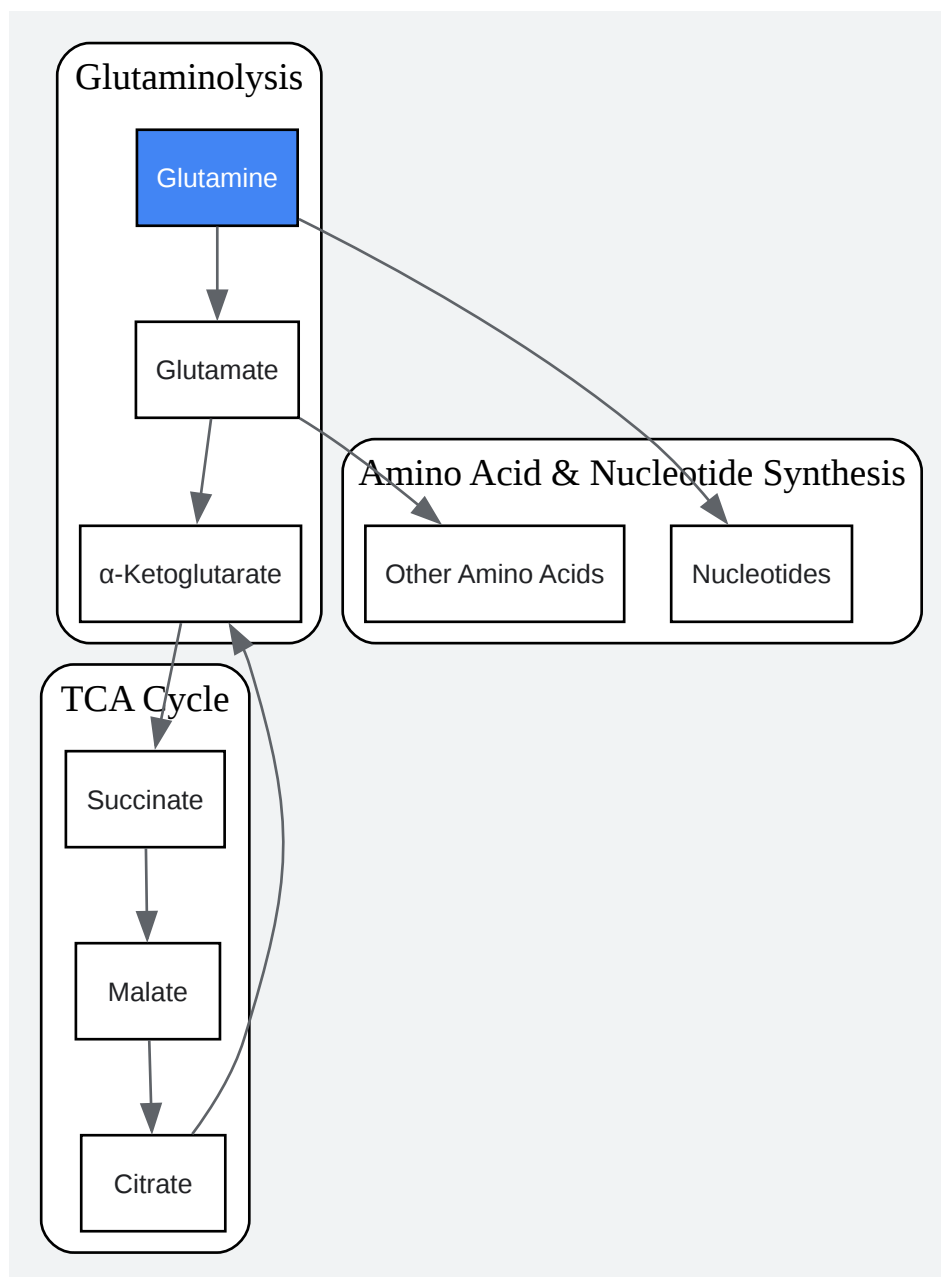 Glutaminolysis
Glutamine
Glutamate
α-Ketoglutarate
Amino Acid & Nucleotide Synthesis
Other Amino Acids
Nucleotides
TCA Cycle
Succinate
Malate
Citrate